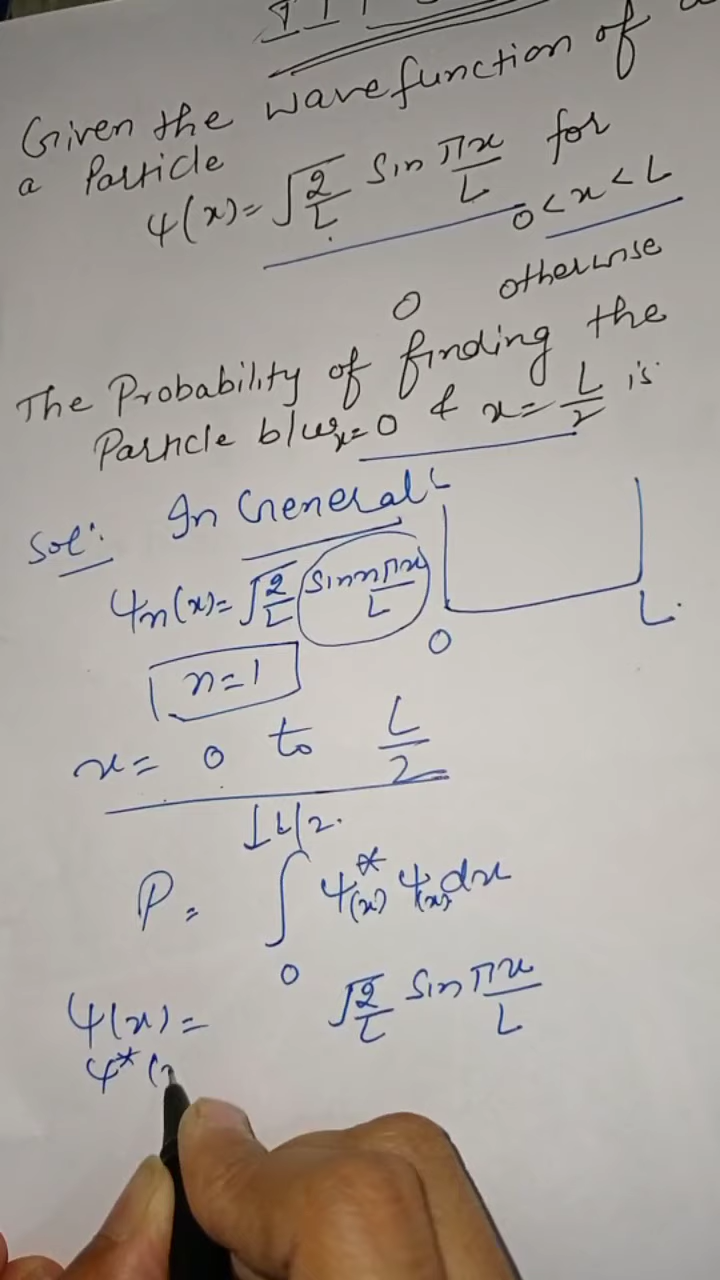 Given the wavefunction of
a Particle
ψ(x)= √2/L Sin πx/L for
0<x<L
0 otherwise
The Probability of finding the
Particle b/w x=0 & x= L/2 is
Sol: In General
ψn(x)= √2/L Sin nπx/L
0 L
n=1
x= 0 to L/2
L/2
P= ∫ ψ*(x) ψ(x) dx
0
ψ(x)= √2/L Sin πx/L
ψ* (